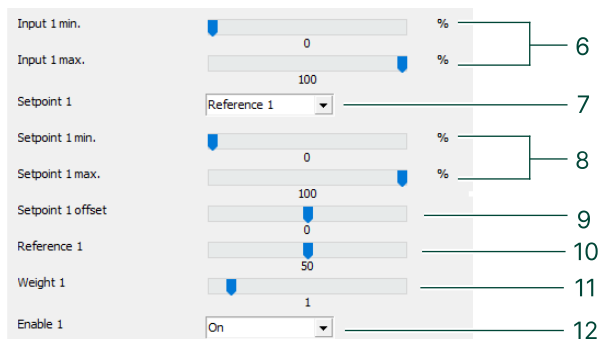 Input 1 min. %
0
6
Input 1 max. %
100
Setpoint 1 Reference 1 7
Setpoint 1 min. %
0
8
Setpoint 1 max. %
100
Setpoint 1 offset 9
0
Reference 1 10
50
Weight 1 11
1
Enable 1 On 12